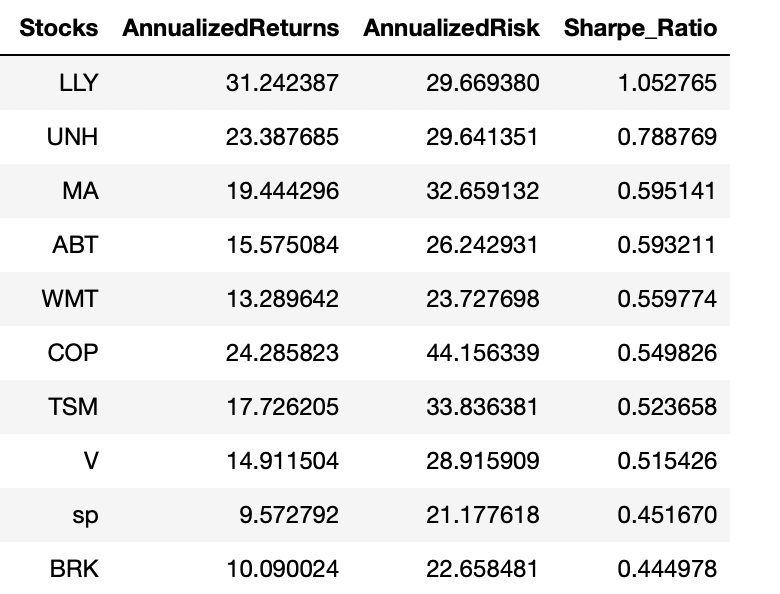 Stocks AnnualizedReturns AnnualizedRisk Sharpe_Ratio
LLY 31.242387 29.669380 1.052765
UNH 23.387685 29.641351 0.788769
MA 19.444296 32.659132 0.595141
ABT 15.575084 26.242931 0.593211
WMT 13.289642 23.727698 0.559774
COP 24.285823 44.156339 0.549826
TSM 17.726205 33.836381 0.523658
V 14.911504 28.915909 0.515426
sp 9.572792 21.177618 0.451670
BRK 10.090024 22.658481 0.444978